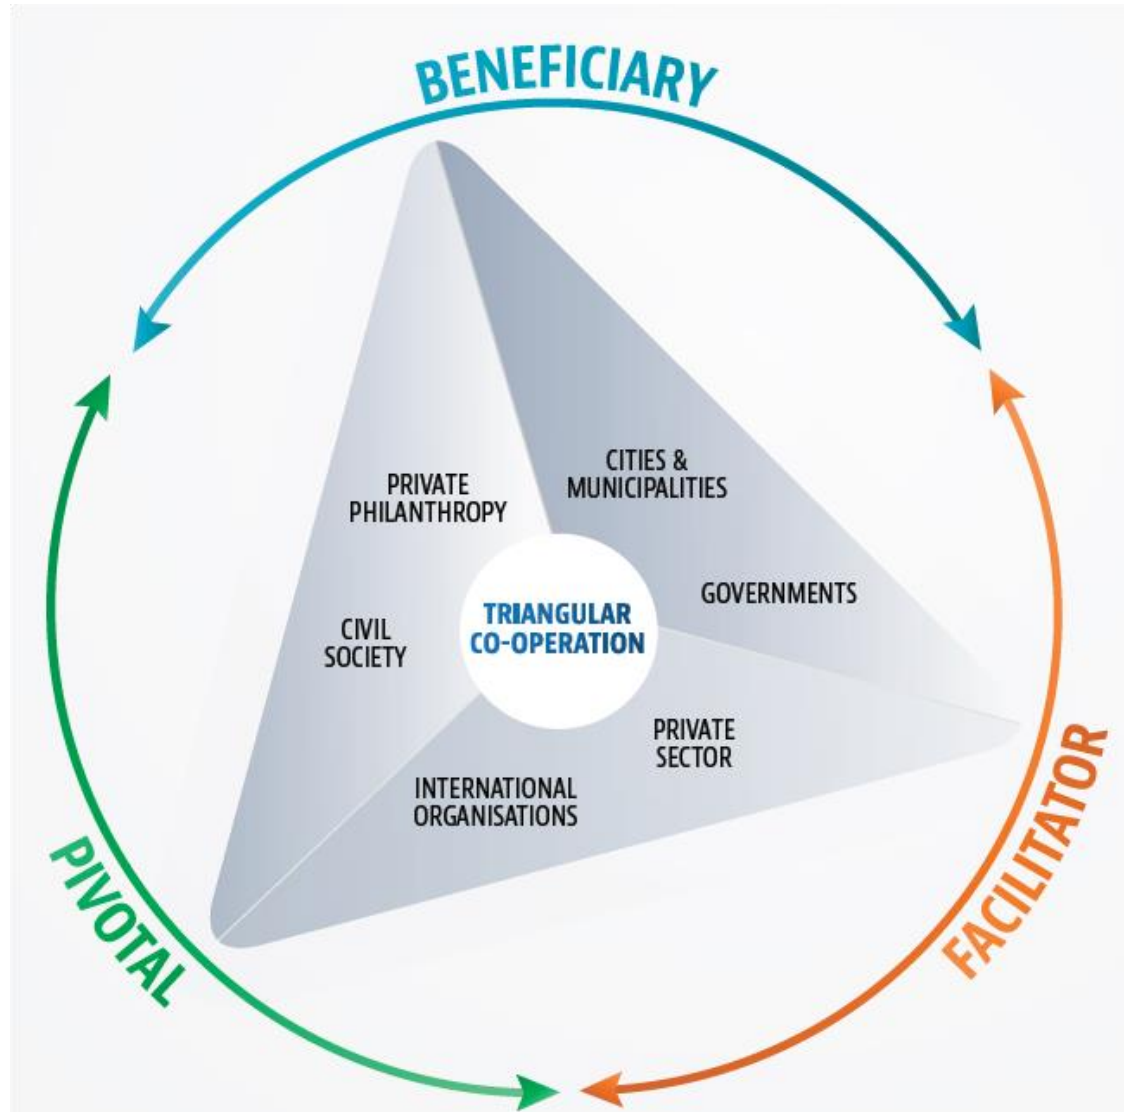 BENEFICIARY
CITIES &
MUNICIPALITIES
PRIVATE
PHILANTHROPY
GOVERNMENTS
TRIANGULAR
CO-OPERATION
CIVIL
SOCIETY
PRIVATE
SECTOR
INTERNATIONAL
ORGANISATIONS
PIVOTAL
FACILITATOR